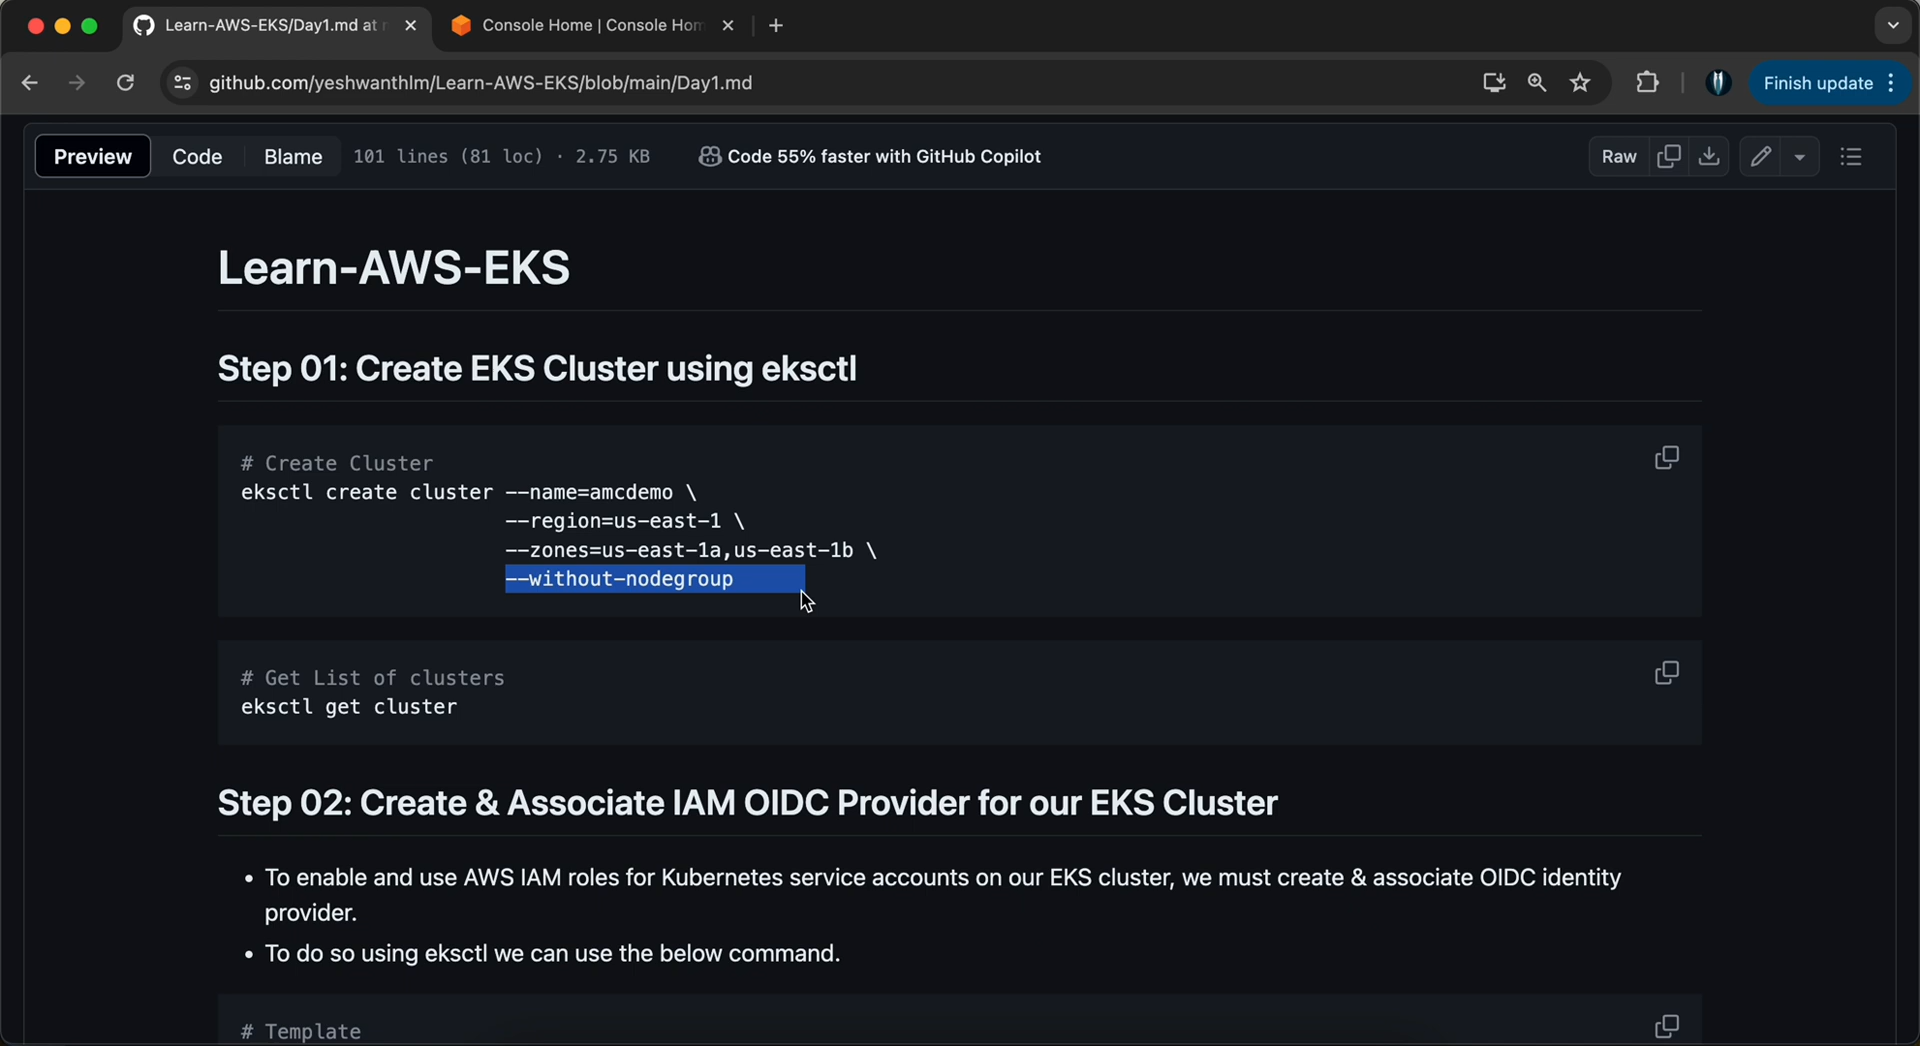 Learn-AWS-EKS/Day1.md at
Console Home | Console Hom
github.com/yeshwanthlm/Learn-AWS-EKS/blob/main/Day1.md
Finish update
Preview
Code
Blame
101 lines (81 loc) · 2.75 KB
Code 55% faster with GitHub Copilot
Raw
Learn-AWS-EKS
Step 01: Create EKS Cluster using eksctl
# Create Cluster
eksctl create cluster --name=amcdemo \
--region=us-east-1 \
--zones=us-east-1a,us-east-1b \
--without-nodegroup
# Get List of clusters
eksctl get cluster
Step 02: Create & Associate IAM OIDC Provider for our EKS Cluster
• To enable and use AWS IAM roles for Kubernetes service accounts on our EKS cluster, we must create & associate OIDC identity
provider.
• To do so using eksctl we can use the below command.
# Template